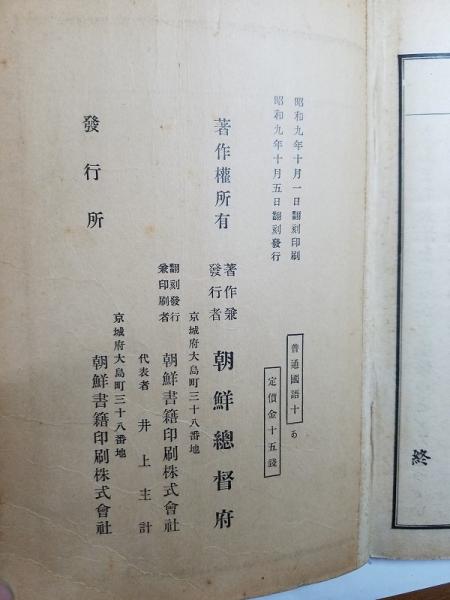 終
昭和九年十月一日翻刻印刷
昭和九年十月五日翻刻發行
普通國語十
あ
定價金十五錢
著作權所有
著作兼
發行者
朝鮮總督府
京城府大島町三十八番地
翻刻發行
兼印刷者
朝鮮書籍印刷株式會社
代表者 井上主計
京城府大島町三十八番地
發行所
朝鮮書籍印刷株式會社